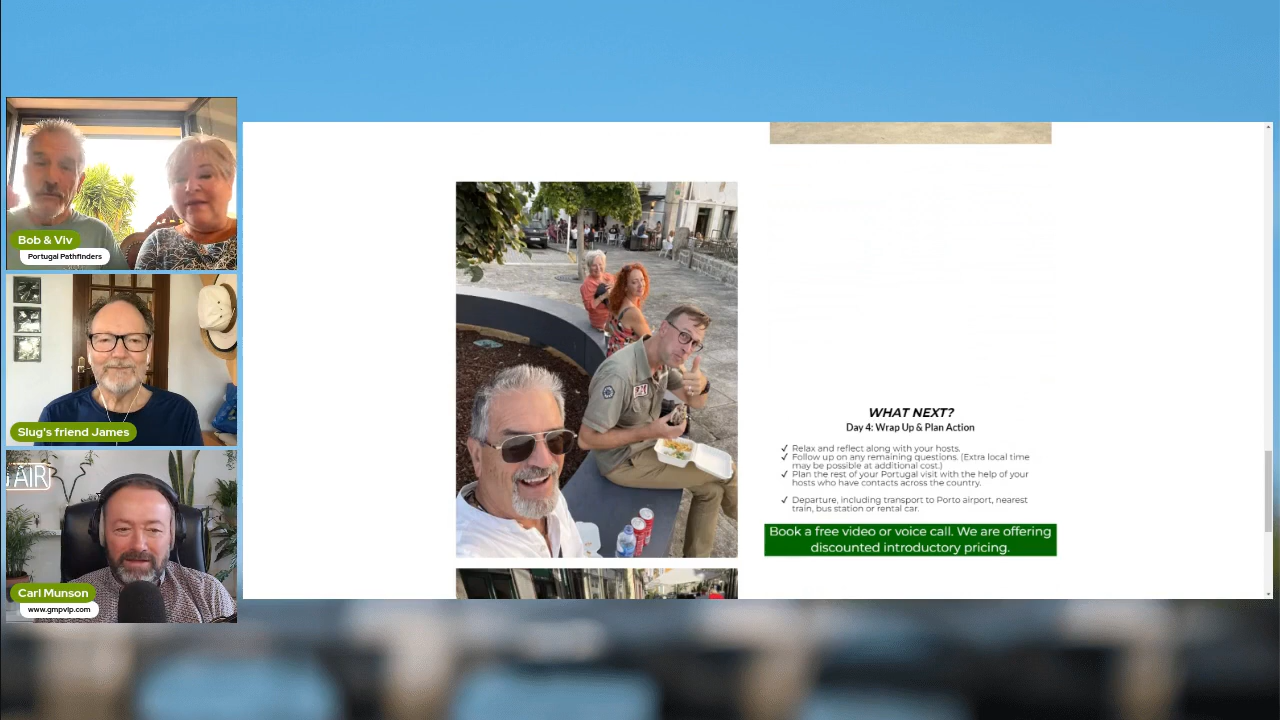 Bob & Viv
Portugal Pathfinders
Slug's friend James
AIR
Carl Munson
www.gmpvip.com
WHAT NEXT?
Day 4: Wrap Up & Plan Action
✓ Relax and reflect along with your hosts.
✓ Follow up on any remaining questions. (Extra local time
may be possible at additional cost.)
✓ Plan the rest of your Portugal visit with the help of your
hosts who have contacts across the country.
✓ Departure, including transport to Porto airport, nearest
train, bus station or rental car.
Book a free video or voice call. We are offering
discounted introductory pricing.